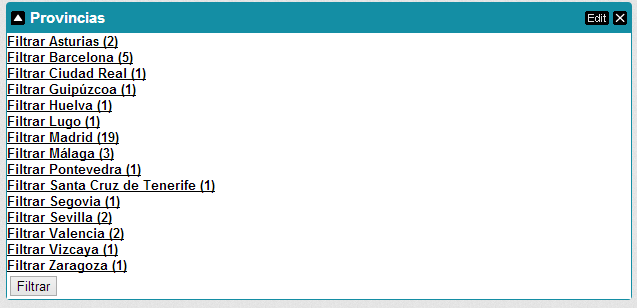 Provincias Edit
Filtrar Asturias (2)
Filtrar Barcelona (5)
Filtrar Ciudad Real (1)
Filtrar Guipúzcoa (1)
Filtrar Huelva (1)
Filtrar Lugo (1)
Filtrar Madrid (19)
Filtrar Málaga (3)
Filtrar Pontevedra (1)
Filtrar Santa Cruz de Tenerife (1)
Filtrar Segovia (1)
Filtrar Sevilla (2)
Filtrar Valencia (2)
Filtrar Vizcaya (1)
Filtrar Zaragoza (1)
Filtrar